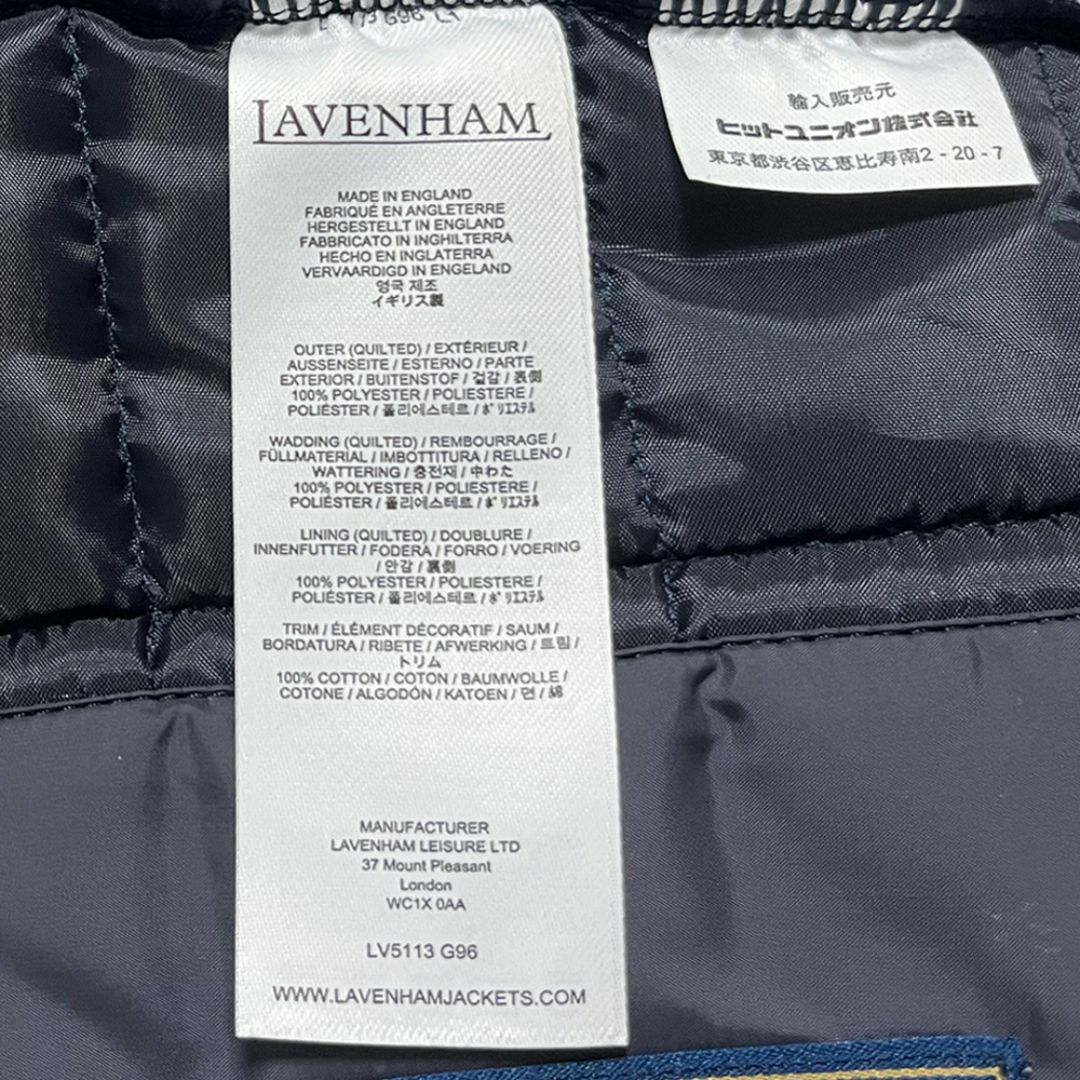 LAVENHAM
MADE IN ENGLAND
FABRIQUÉ EN ANGLETERRE
HERGESTELLT IN ENGLAND
FABBRICATO IN INGHILTERRA
HECHO EN INGLATERRA
VERVAARDIGD IN ENGELAND
영국 제조
イギリス製
OUTER (QUILTED) / EXTÉRIEUR /
AUSSENSEITE / ESTERNO / PARTE
EXTERIOR / BUITENSTOF / 겉감 / 表側
100% POLYESTER / POLIESTERE /
POLIÉSTER / 폴리에스테르 / ﾎﾟﾘｴｽﾃﾙ
WADDING (QUILTED) / REMBOURRAGE /
FÜLLMATERIAL / IMBOTTITURA / RELLENO /
WATTERING / 충전재 / 中わた
100% POLYESTER / POLIESTERE /
POLIÉSTER / 폴리에스테르 / ﾎﾟﾘｴｽﾃﾙ
LINING (QUILTED) / DOUBLURE /
INNENFUTTER / FODERA / FORRO / VOERING
/ 안감 / 裏側
100% POLYESTER / POLIESTERE /
POLIÉSTER / 폴리에스테르 / ﾎﾟﾘｴｽﾃﾙ
TRIM / ÉLÉMENT DÉCORATIF / SAUM /
BORDATURA / RIBETE / AFWERKING / 트림 /
トリム
100% COTTON / COTON / BAUMWOLLE /
COTONE / ALGODÓN / KATOEN / 면 / 綿
MANUFACTURER
LAVENHAM LEISURE LTD
37 Mount Pleasant
London
WC1X 0AA
LV5113 G96
WWW.LAVENHAMJACKETS.COM
輸入販売元
ヒットユニオン株式会社
東京都渋谷区恵比寿南2-20-7